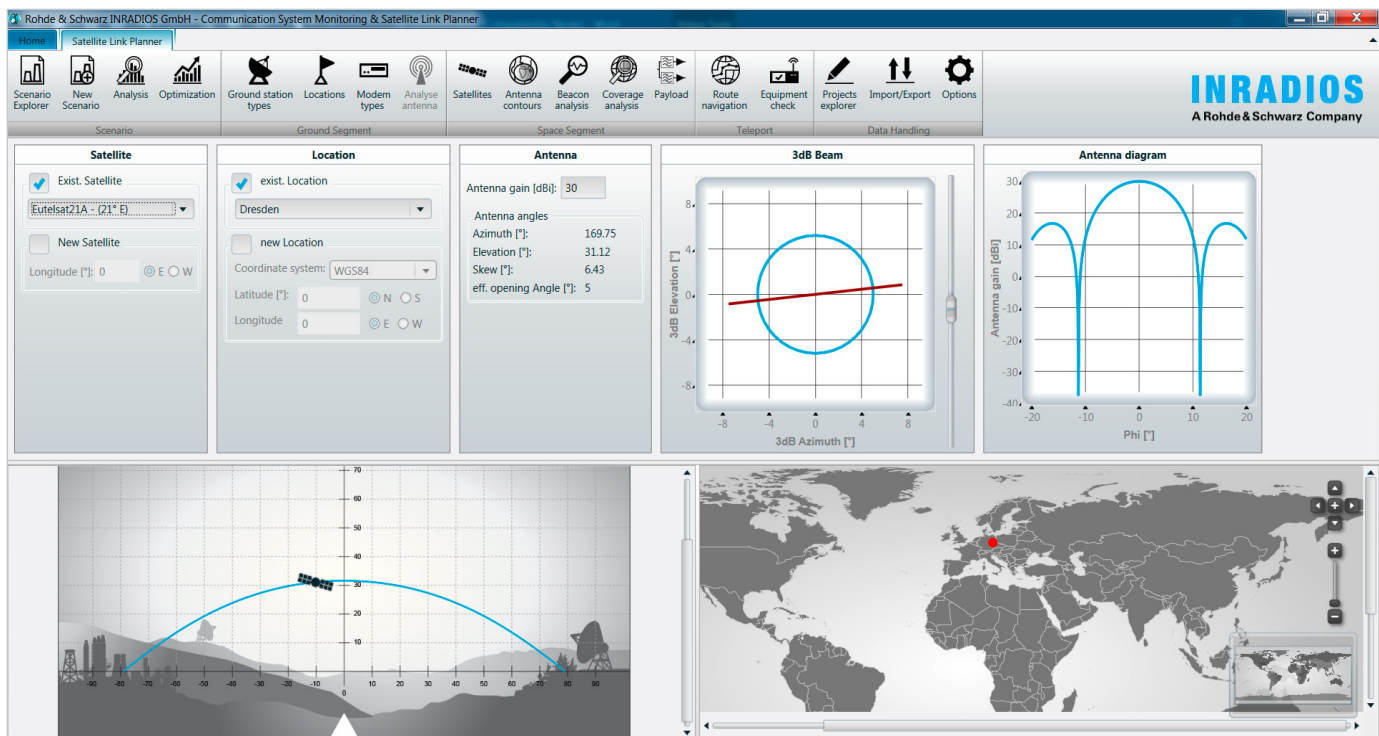 Rohde & Schwarz INRADIOS GmbH - Communication System Monitoring & Satellite Link Planner
Home Satellite Link Planner
Scenario Explorer
New Scenario
Analysis
Optimization
Ground station types
Locations
Modem types
Analyse antenna
Satellites
Antenna contours
Beacon analysis
Coverage analysis
Payload
Route navigation
Equipment check
Projects explorer
Import/Export
Options
Scenario
Ground Segment
Space Segment
Teleport
Data Handling
INRADIOS
A Rohde & Schwarz Company
Satellite
Exist. Satellite
Eutelsat21A - (21° E)
New Satellite
Longitude [°]: 0 E W
Location
exist. Location
Dresden
new Location
Coordinate system: WGS84
Latitude [°]: 0 N S
Longitude 0 E W
Antenna
Antenna gain [dBi]: 30
Antenna angles
Azimuth [°]: 169.75
Elevation [°]: 31.12
Skew [°]: 6.43
eff. opening Angle [°]: 5
3dB Beam
3dB Elevation [°]
8
4
0
-4
-8
-8 -4 0 4 8
3dB Azimuth [°]
Antenna diagram
Antenna gain [dBi]
30
20
10
0
-10
-20
-30
-40
-20 -10 0 10 20
Phi [°]
70
60
50
40
30
20
10
-90 -80 -70 -60 -50 -40 -30 -20 -10 0 10 20 30 40 50 60 70 80 90